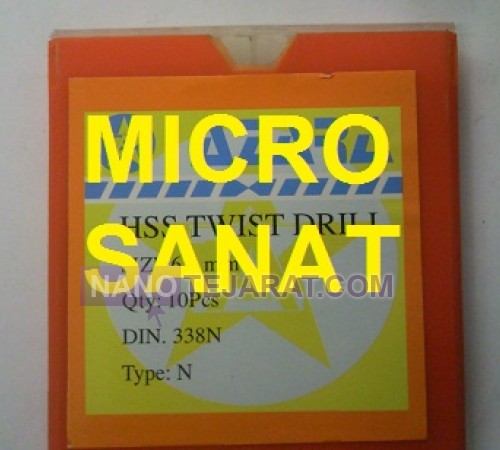 MICRO
HSS TWIST DRILL
SANAT
NANOTEJARAT.COM
Qty: 10Pcs
DIN. 338N
Type: N